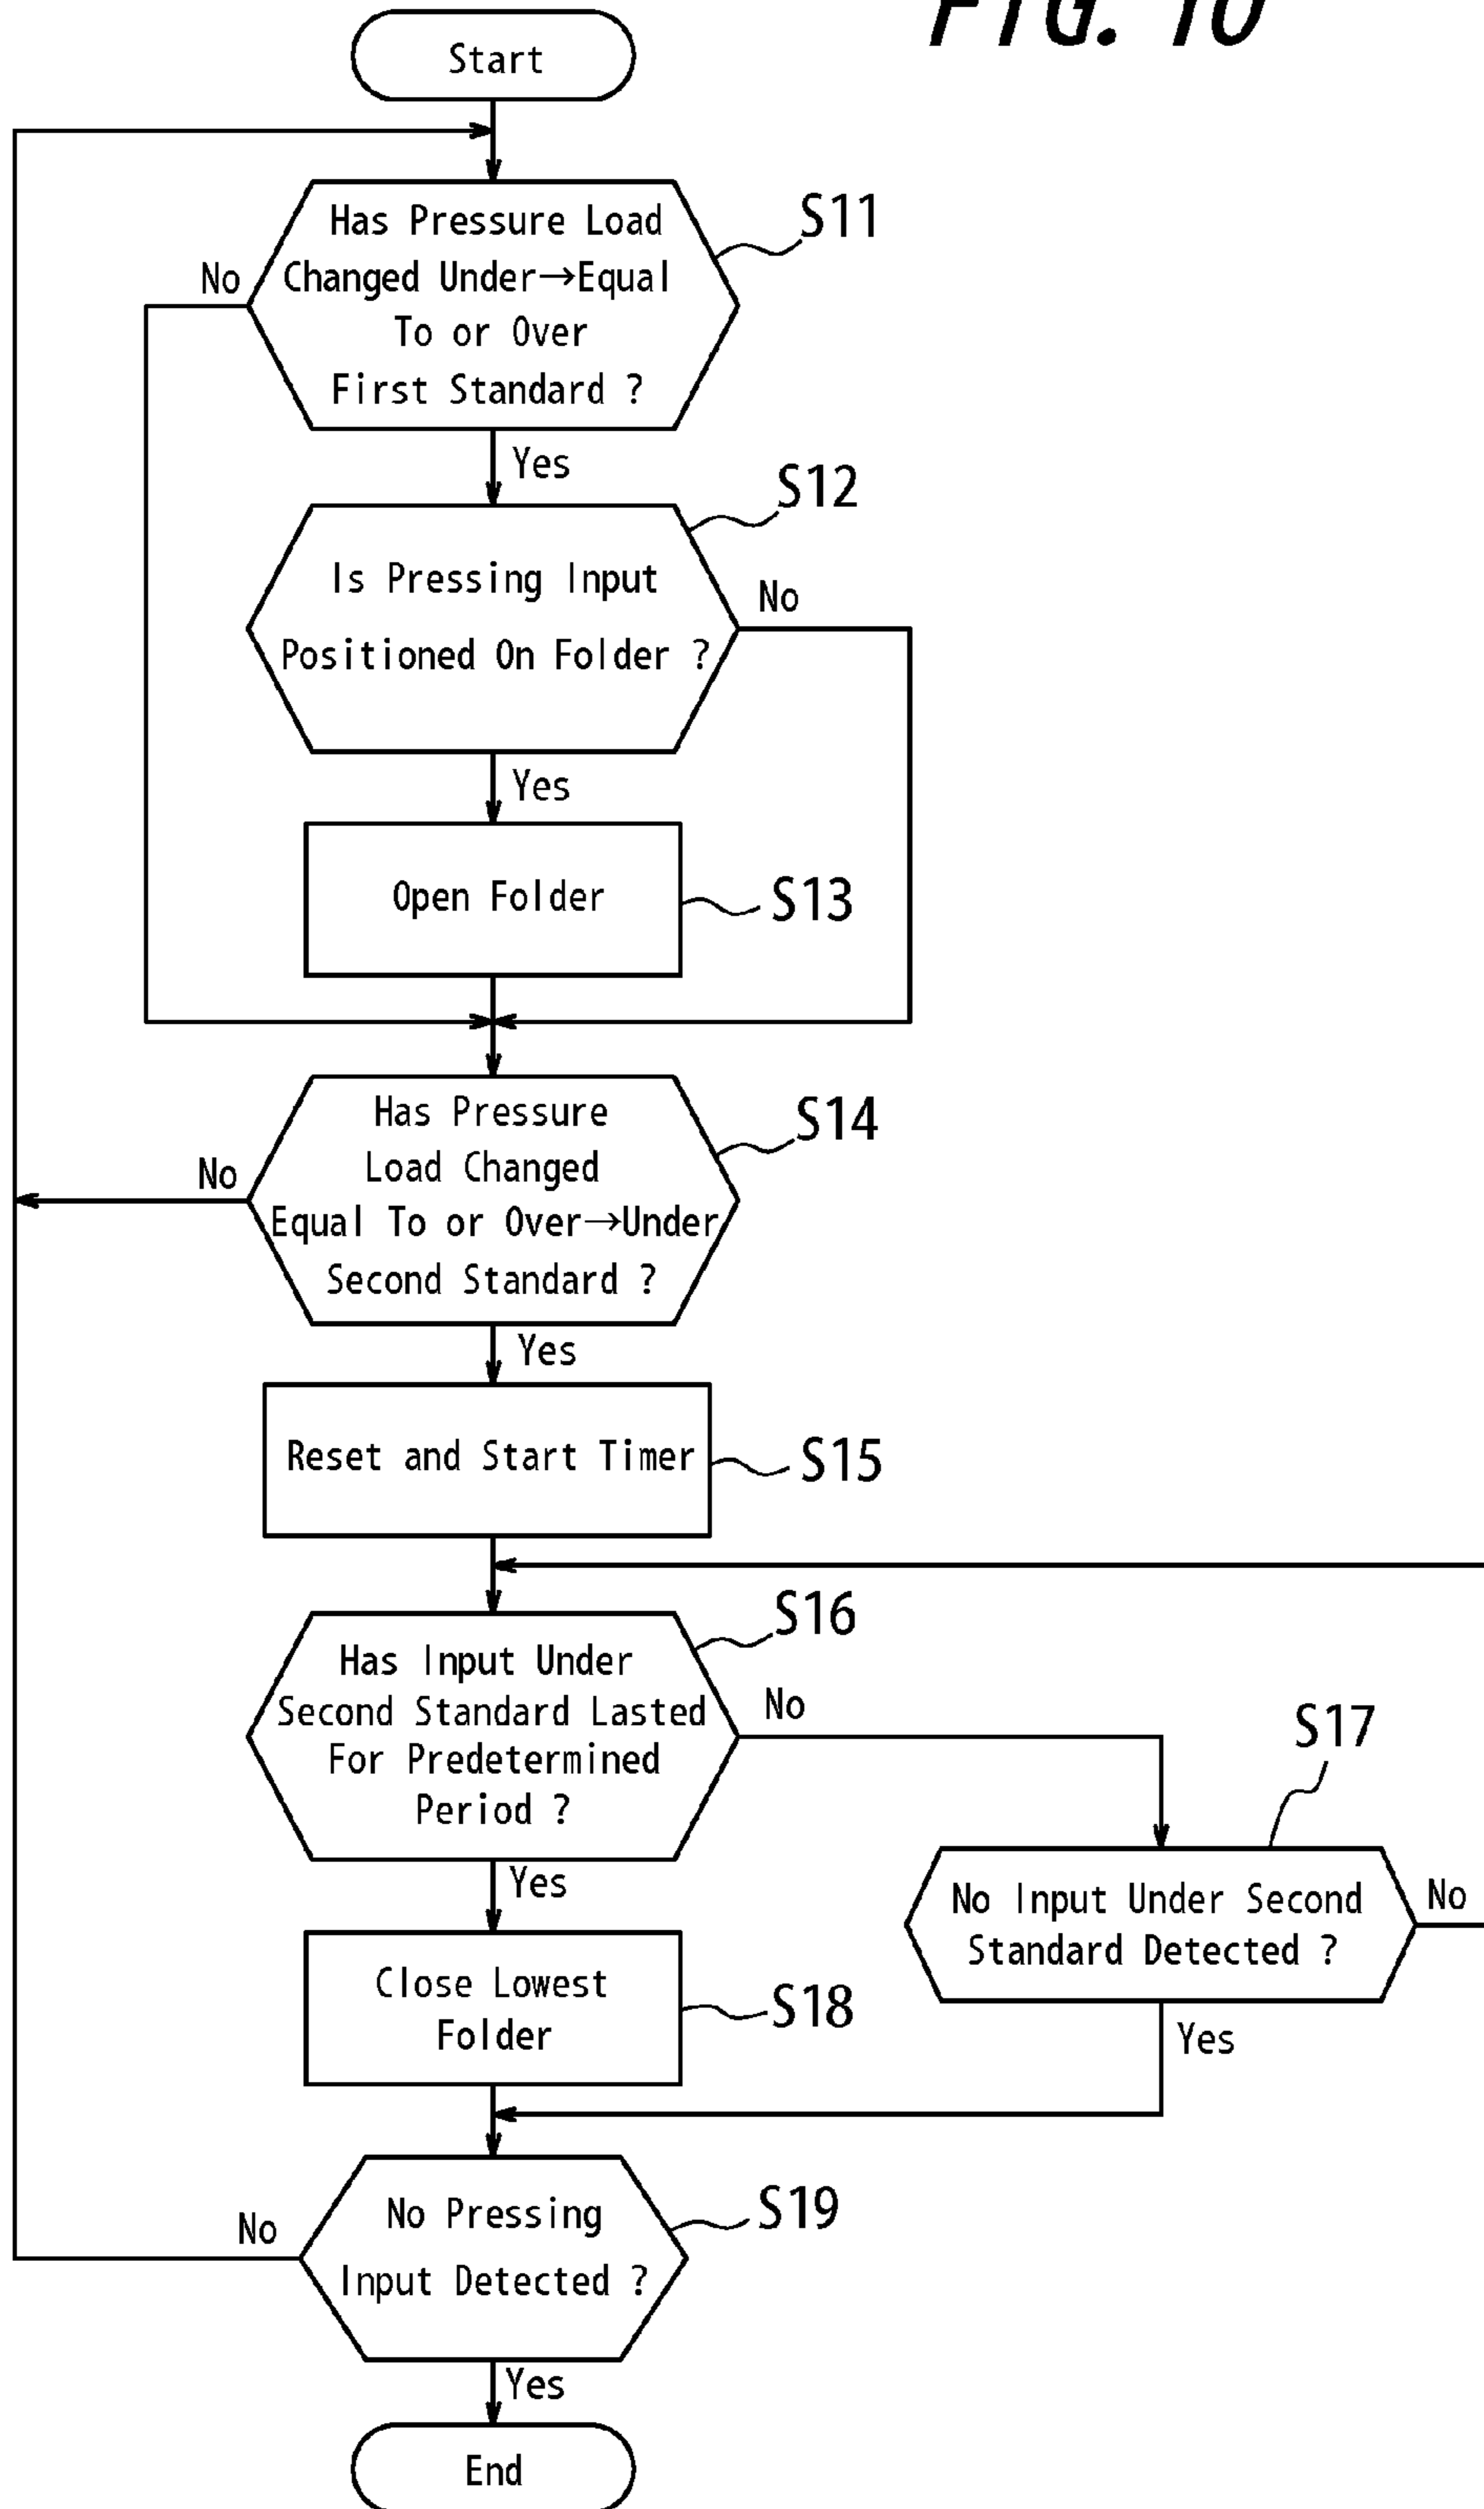 FIG. 10
Start
Has Pressure Load
Changed Under→Equal
To or Over
First Standard ?
S11
No
Yes
S12
Is Pressing Input
Positioned On Folder ?
No
Yes
Open Folder
S13
Has Pressure
Load Changed
Equal To or Over→Under
Second Standard ?
S14
No
Yes
Reset and Start Timer
S15
Has Input Under
Second Standard Lasted
For Predetermined
Period ?
S16
No
S17
Yes
No Input Under Second
Standard Detected ?
No
Close Lowest
Folder
S18
Yes
No Pressing
Input Detected ?
S19
No
Yes
End